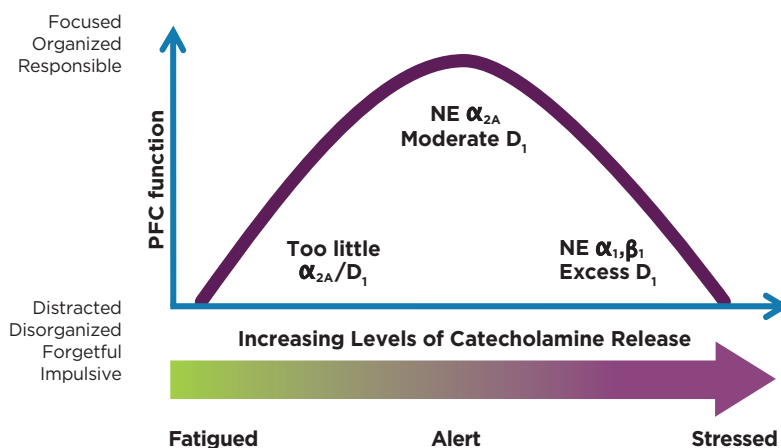 Focused
Organized
Responsible
PFC function
NE α2A
Moderate D1
Too little
α2A/D1
NE α1,β1
Excess D1
Distracted
Disorganized
Forgetful
Impulsive
Increasing Levels of Catecholamine Release
Fatigued
Alert
Stressed